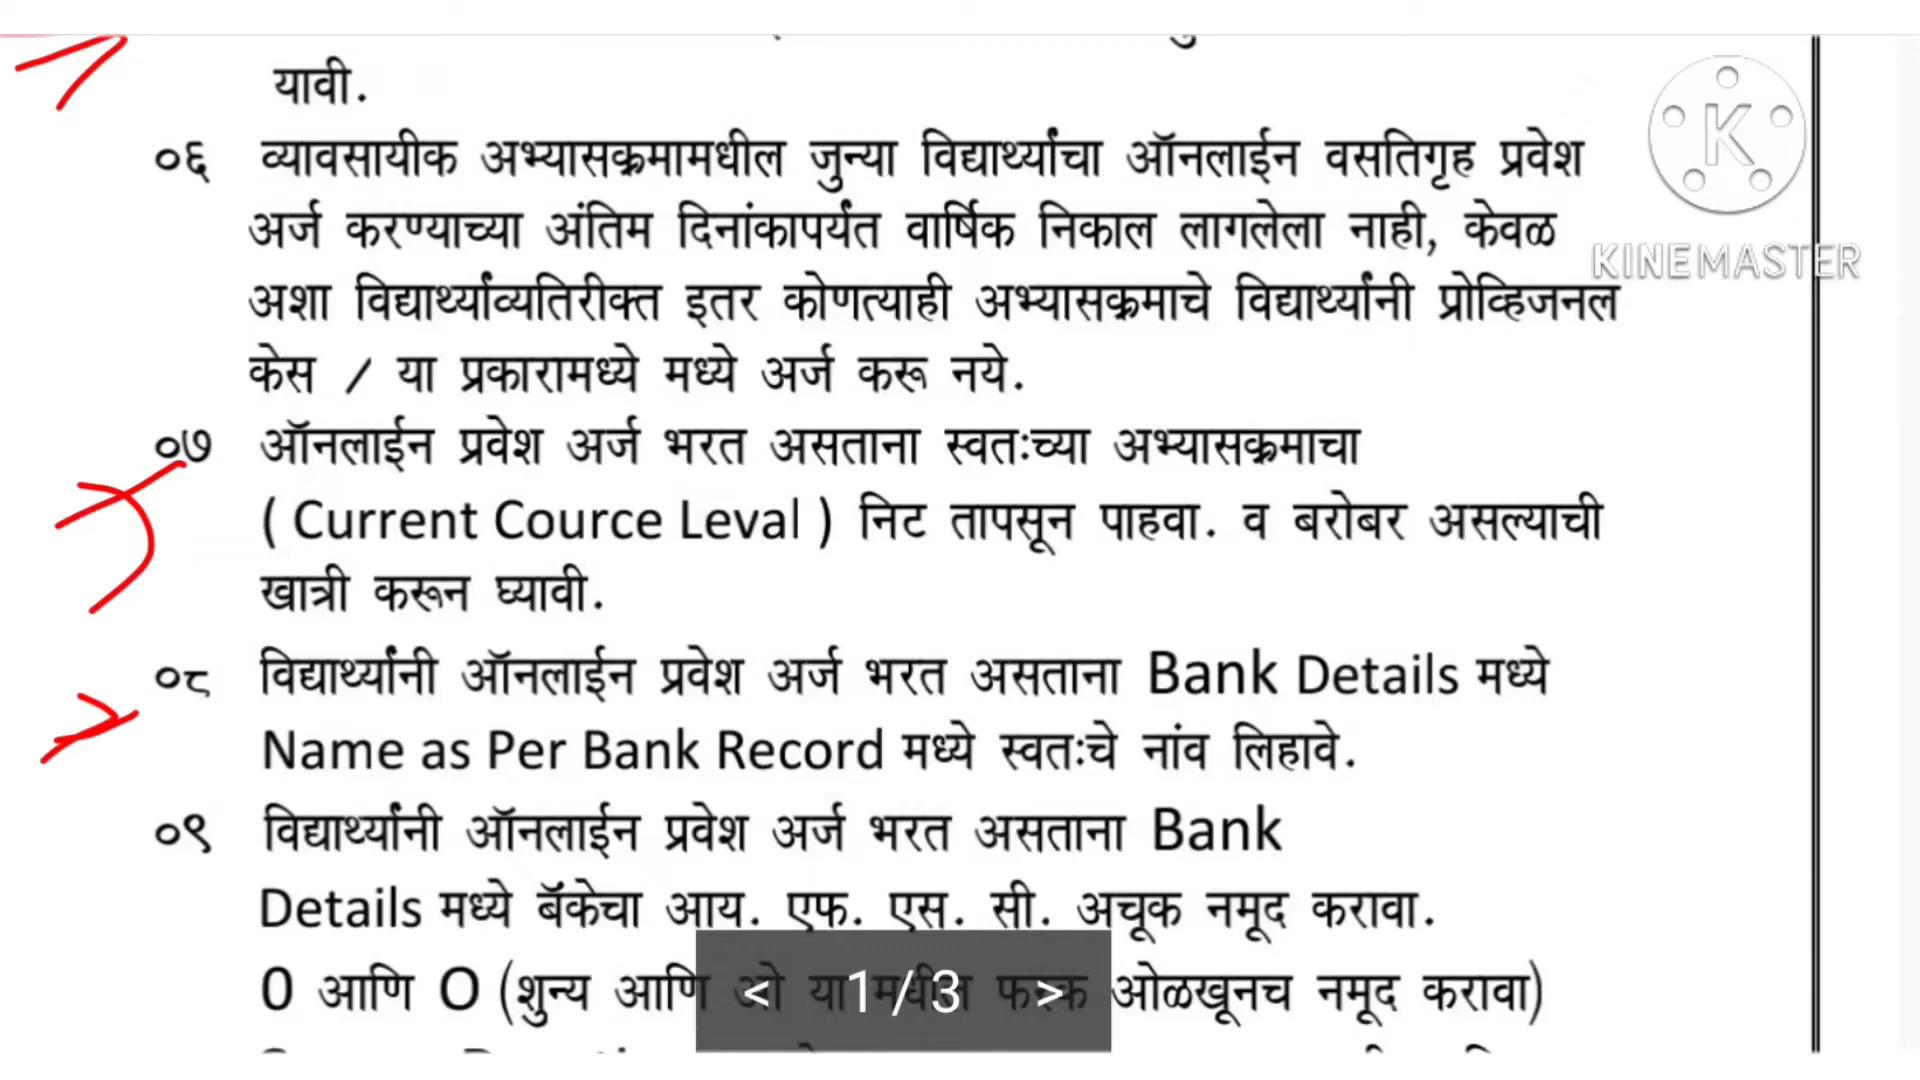 यावी.
०६ व्यावसायीक अभ्यासक्रमामधील जुन्या विद्यार्थ्यांचा ऑनलाईन वसतिगृह प्रवेश
अर्ज करण्याच्या अंतिम दिनांकापर्यंत वार्षिक निकाल लागलेला नाही, केवळ
अशा विद्यार्थ्यांव्यतिरीक्त इतर कोणत्याही अभ्यासक्रमाचे विद्यार्थ्यांनी प्रोव्हिजनल
केस / या प्रकारामध्ये मध्ये अर्ज करू नये.
०७ ऑनलाईन प्रवेश अर्ज भरत असताना स्वतःच्या अभ्यासक्रमाचा
( Current Cource Leval ) निट तापसून पाहवा. व बरोबर असल्याची
खात्री करून घ्यावी.
०८ विद्यार्थ्यांनी ऑनलाईन प्रवेश अर्ज भरत असताना Bank Details मध्ये
Name as Per Bank Record मध्ये स्वतःचे नांव लिहावे.
०९ विद्यार्थ्यांनी ऑनलाईन प्रवेश अर्ज भरत असताना Bank
Details मध्ये बॅंकेचा आय. एफ. एस. सी. अचूक नमूद करावा.
0 आणि O (शुन्य आणि ओ या मधील फरक ओळखूनच नमूद करावा)
< 1 / 3 >
K
KINEMASTER